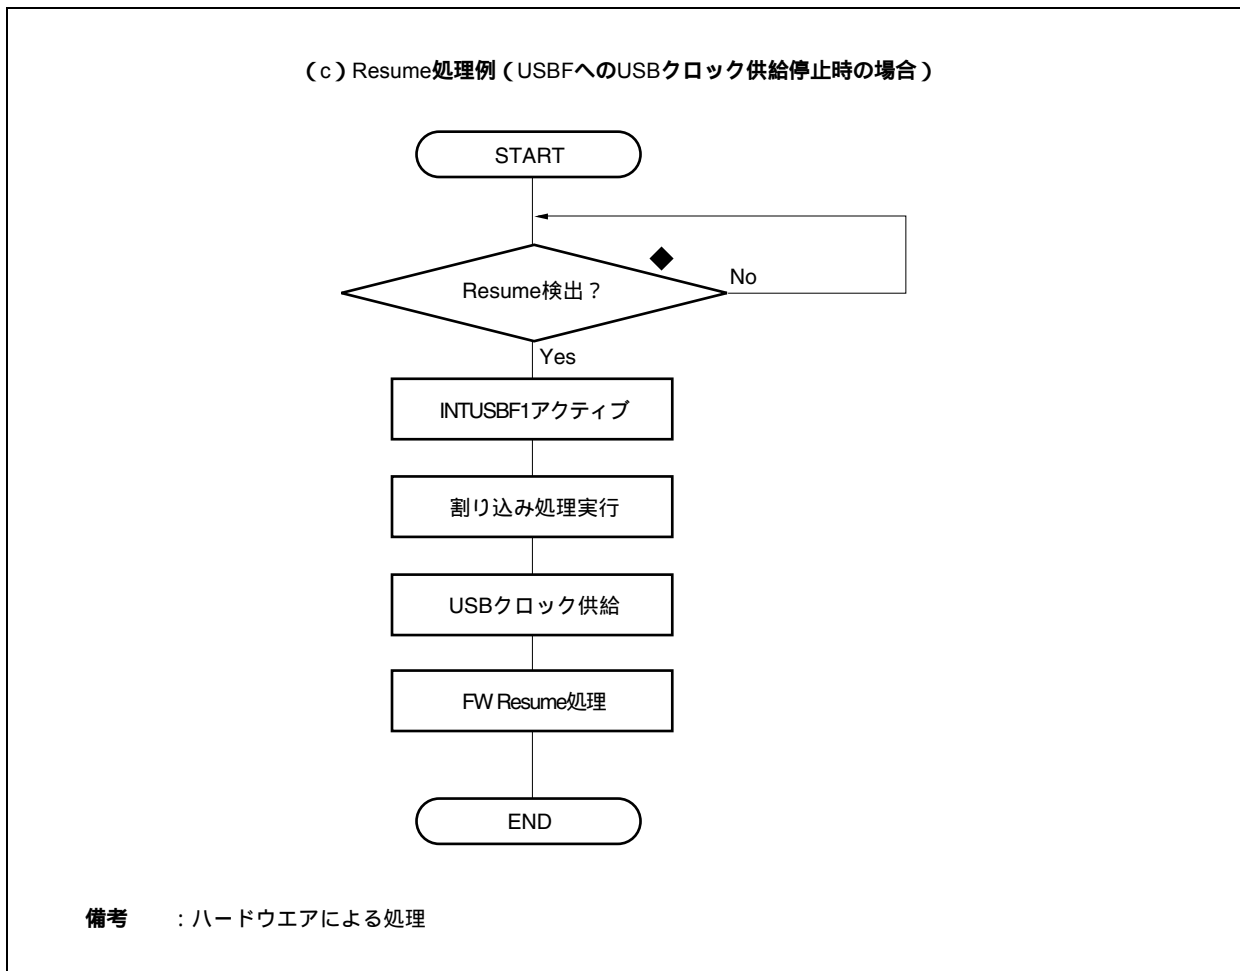 （c）Resume処理例（USBFへのUSBクロック供給停止時の場合）
START
Resume検出？
No
Yes
INTUSBF1アクティブ
割り込み処理実行
USBクロック供給
FW Resume処理
END
備考　　：ハードウエアによる処理